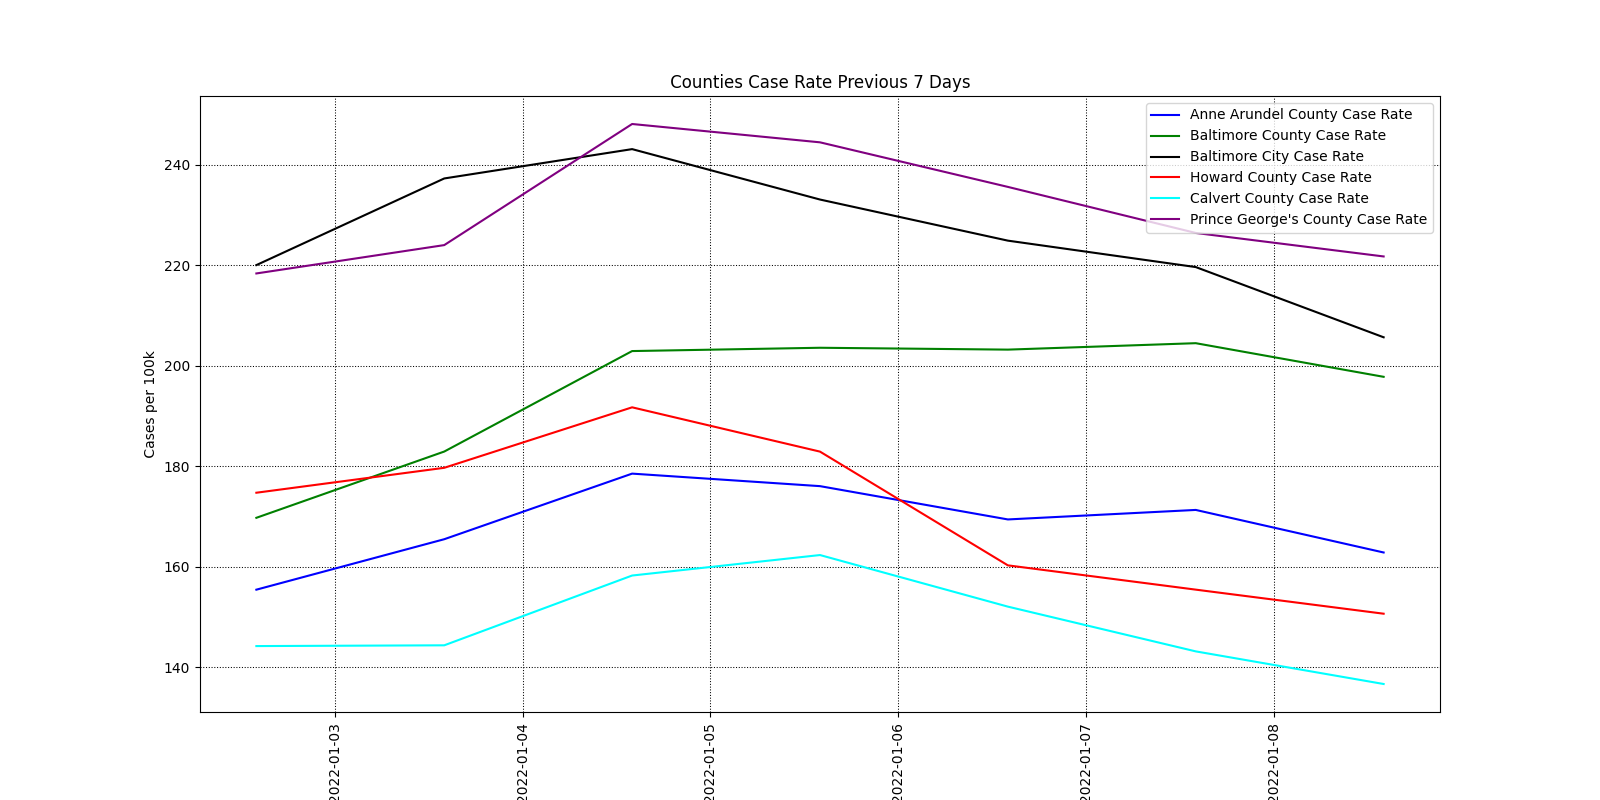 Counties Case Rate Previous 7 Days
Anne Arundel County Case Rate
Baltimore County Case Rate
Baltimore City Case Rate
Howard County Case Rate
Calvert County Case Rate
Prince George's County Case Rate
Cases per 100k
240
220
200
180
160
140
2022-01-03
2022-01-04
2022-01-05
2022-01-06
2022-01-07
2022-01-08